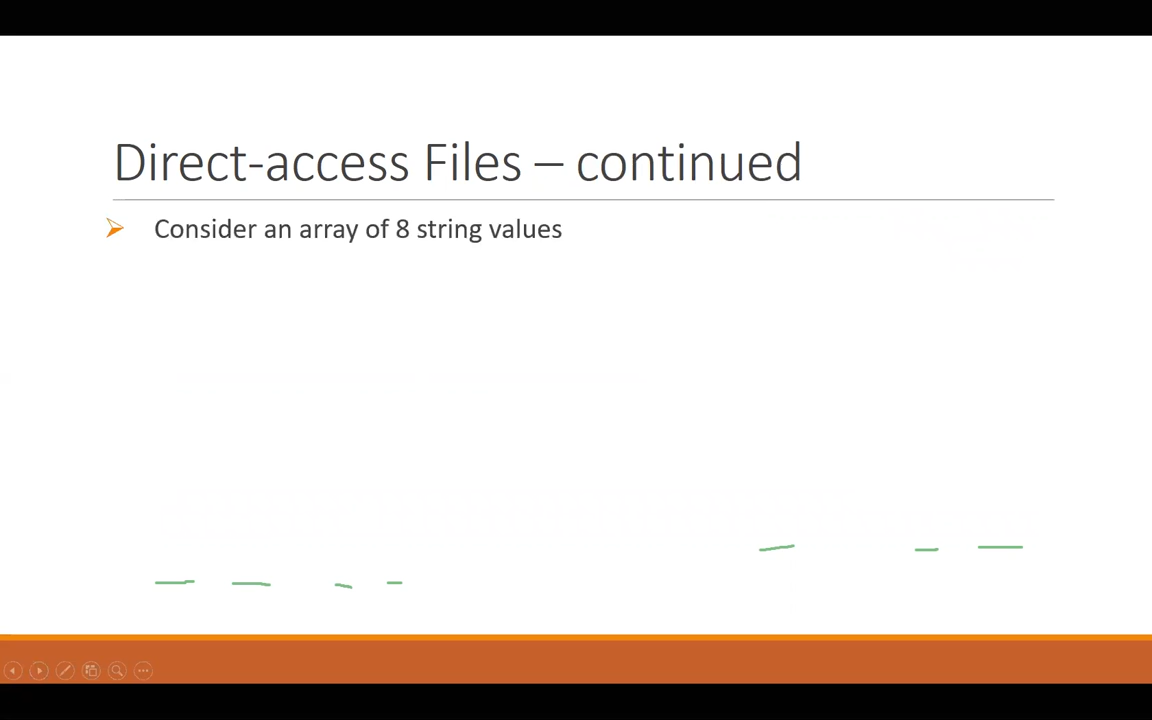 Direct-access Files – continued
Consider an array of 8 string values